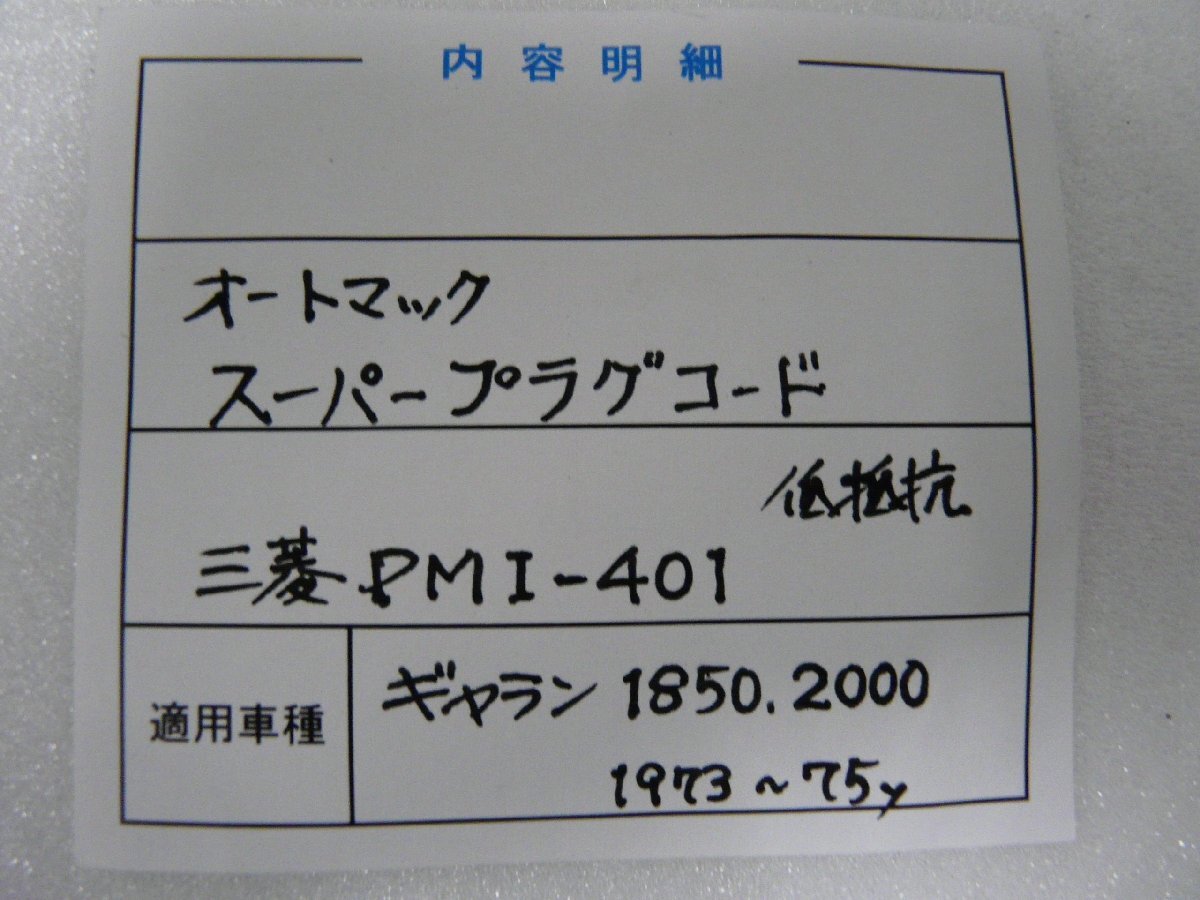 内容明細
オートマック
スーパープラグコード
低抵抗
三菱 PMI-401
適用車種
ギャラン 1850.2000
1973~75y